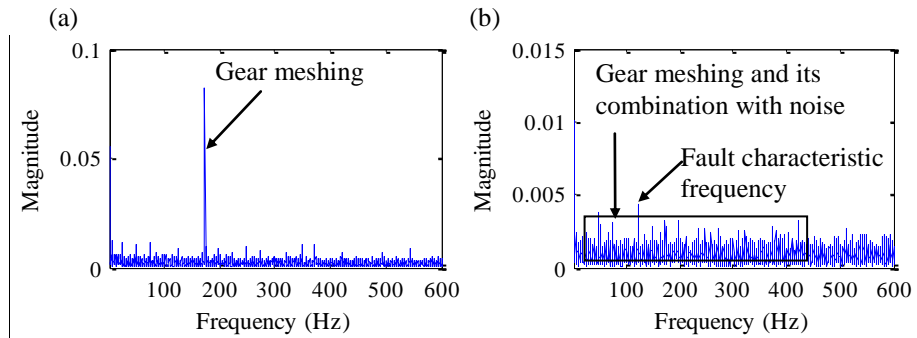 (a)
0.1
0.05
0
Magnitude
Gear meshing
100 200 300 400 500 600
Frequency (Hz)
(b)
0.015
0.01
0.005
0
Magnitude
Gear meshing and its
combination with noise
Fault characteristic
frequency
100 200 300 400 500 600
Frequency (Hz)